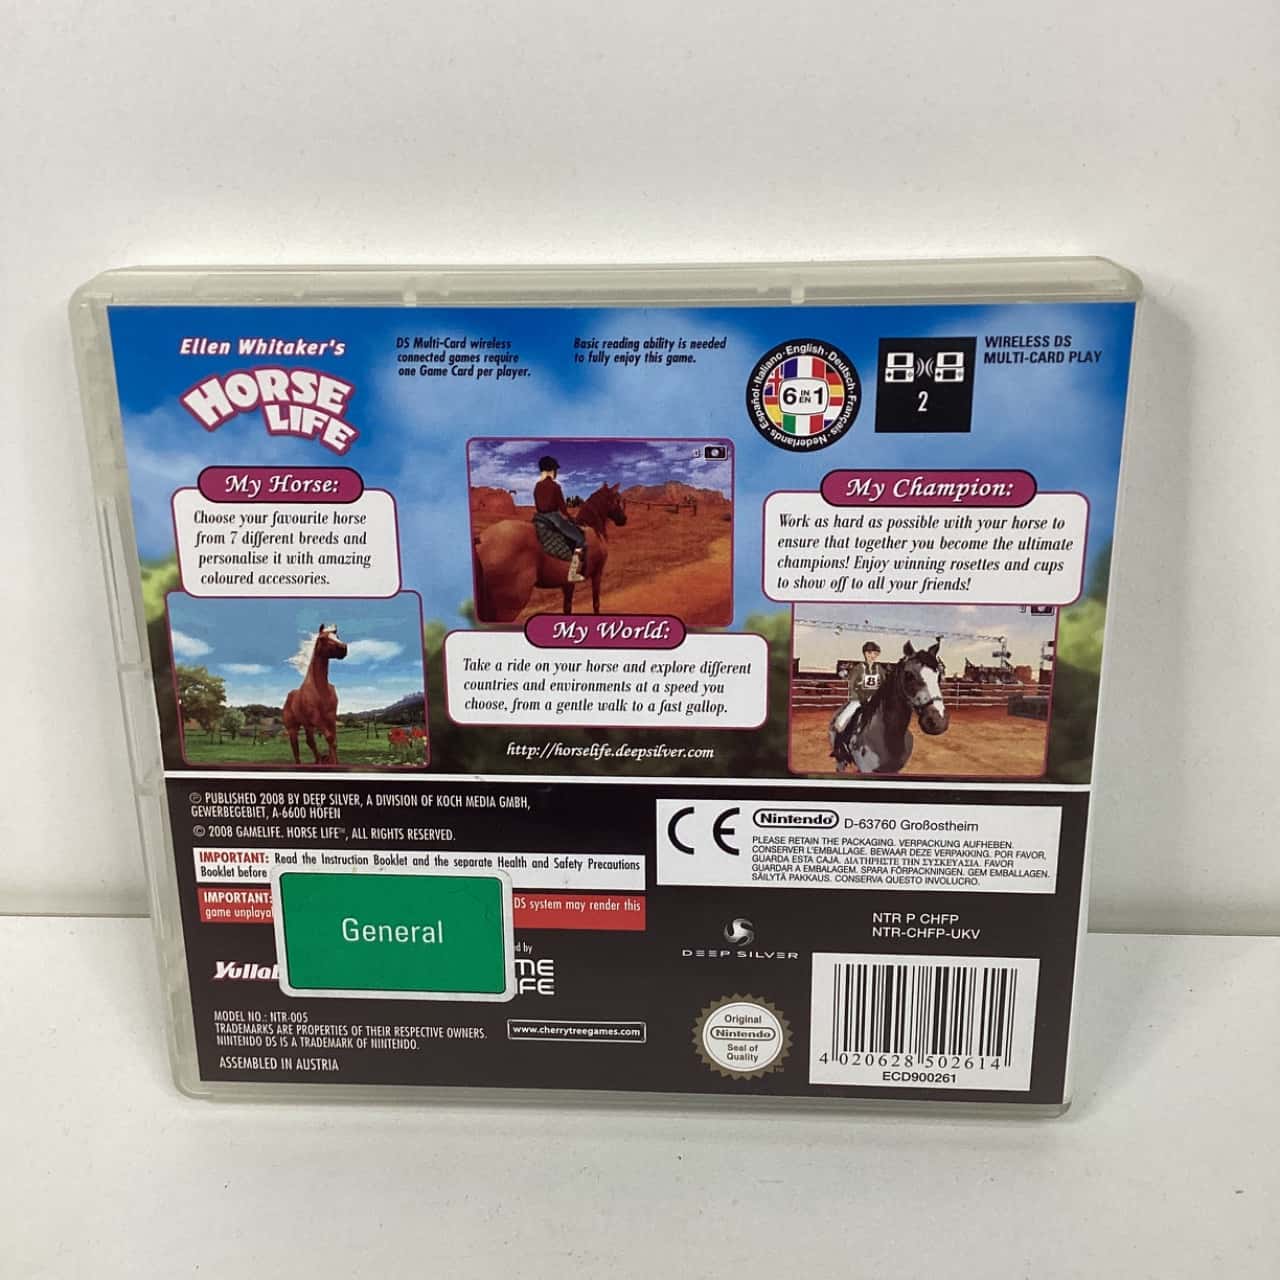 Ellen Whitaker's
HORSE
LIFE
DS Multi-Card wireless
connected games require
one Game Card per player.
Basic reading ability is needed
to fully enjoy this game.
English · Deutsch · Français · Nederlands · Español · Italiano
6 IN EN 1
2
WIRELESS DS
MULTI-CARD PLAY
My Horse:
Choose your favourite horse
from 7 different breeds and
personalise it with amazing
coloured accessories.
My World:
Take a ride on your horse and explore different
countries and environments at a speed you
choose, from a gentle walk to a fast gallop.
http://horselife.deepsilver.com
My Champion:
Work as hard as possible with your horse to
ensure that together you become the ultimate
champions! Enjoy winning rosettes and cups
to show off to all your friends!
8
℗ PUBLISHED 2008 BY DEEP SILVER, A DIVISION OF KOCH MEDIA GMBH,
GEWERBEGEBIET, A-6600 HÖFEN
© 2008 GAMELIFE. HORSE LIFE™, ALL RIGHTS RESERVED.
IMPORTANT: Read the Instruction Booklet and the separate Health and Safety Precautions
Booklet before
IMPORTANT: DS system may render this
game unplaya
General
Yullab
ed by
ME
IFE
MODEL NO.: NTR-005
TRADEMARKS ARE PROPERTIES OF THEIR RESPECTIVE OWNERS.
NINTENDO DS IS A TRADEMARK OF NINTENDO.
ASSEMBLED IN AUSTRIA
www.cherrytreegames.com
CE
Nintendo® D-63760 Großostheim
PLEASE RETAIN THE PACKAGING. VERPACKUNG AUFHEBEN.
CONSERVER L'EMBALLAGE. BEWAAR DEZE VERPAKKING. POR FAVOR,
GUARDA ESTA CAJA. ΔΙΑΤΗΡΗΣΤΕ ΤΗΝ ΣΥΣΚΕΥΑΣΙΑ. FAVOR
GUARDAR A EMBALAGEM. SPARA FÖRPACKNINGEN. GEM EMBALLAGEN.
SÄILYTÄ PAKKAUS. CONSERVA QUESTO INVOLUCRO.
DEEP SILVER
NTR P CHFP
NTR-CHFP-UKV
Original
Nintendo
Seal of
Quality
TM
4 020628 502614
ECD900261